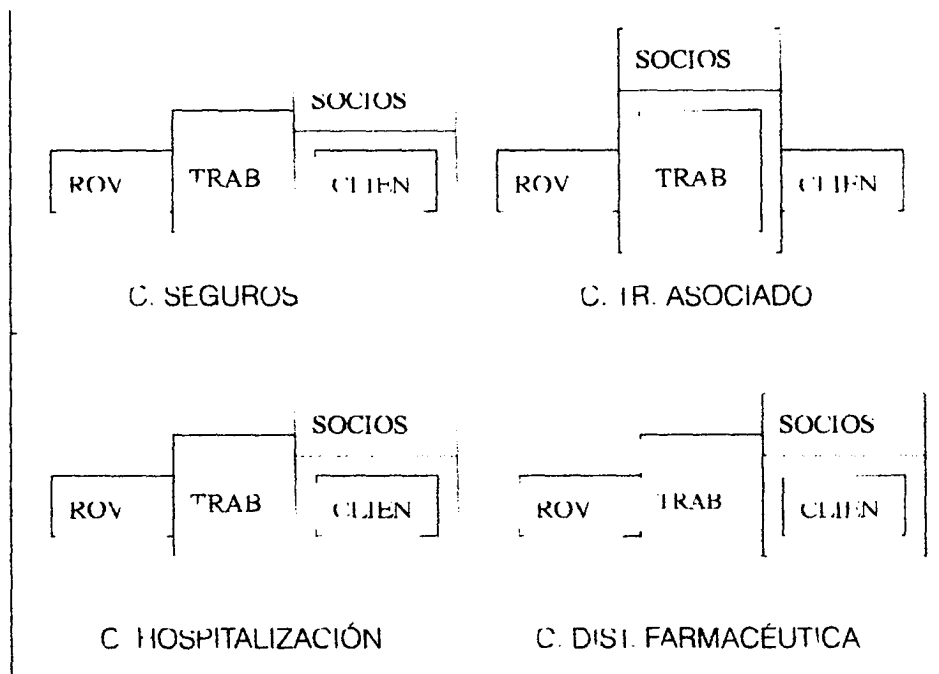 SOCIOS
ROV TRAB CLIEN
C. SEGUROS
SOCIOS
ROV TRAB CLIEN
C. TR. ASOCIADO
SOCIOS
ROV TRAB CLIEN
C. HOSPITALIZACIÓN
SOCIOS
ROV TRAB CLIEN
C. DIST. FARMACÉUTICA